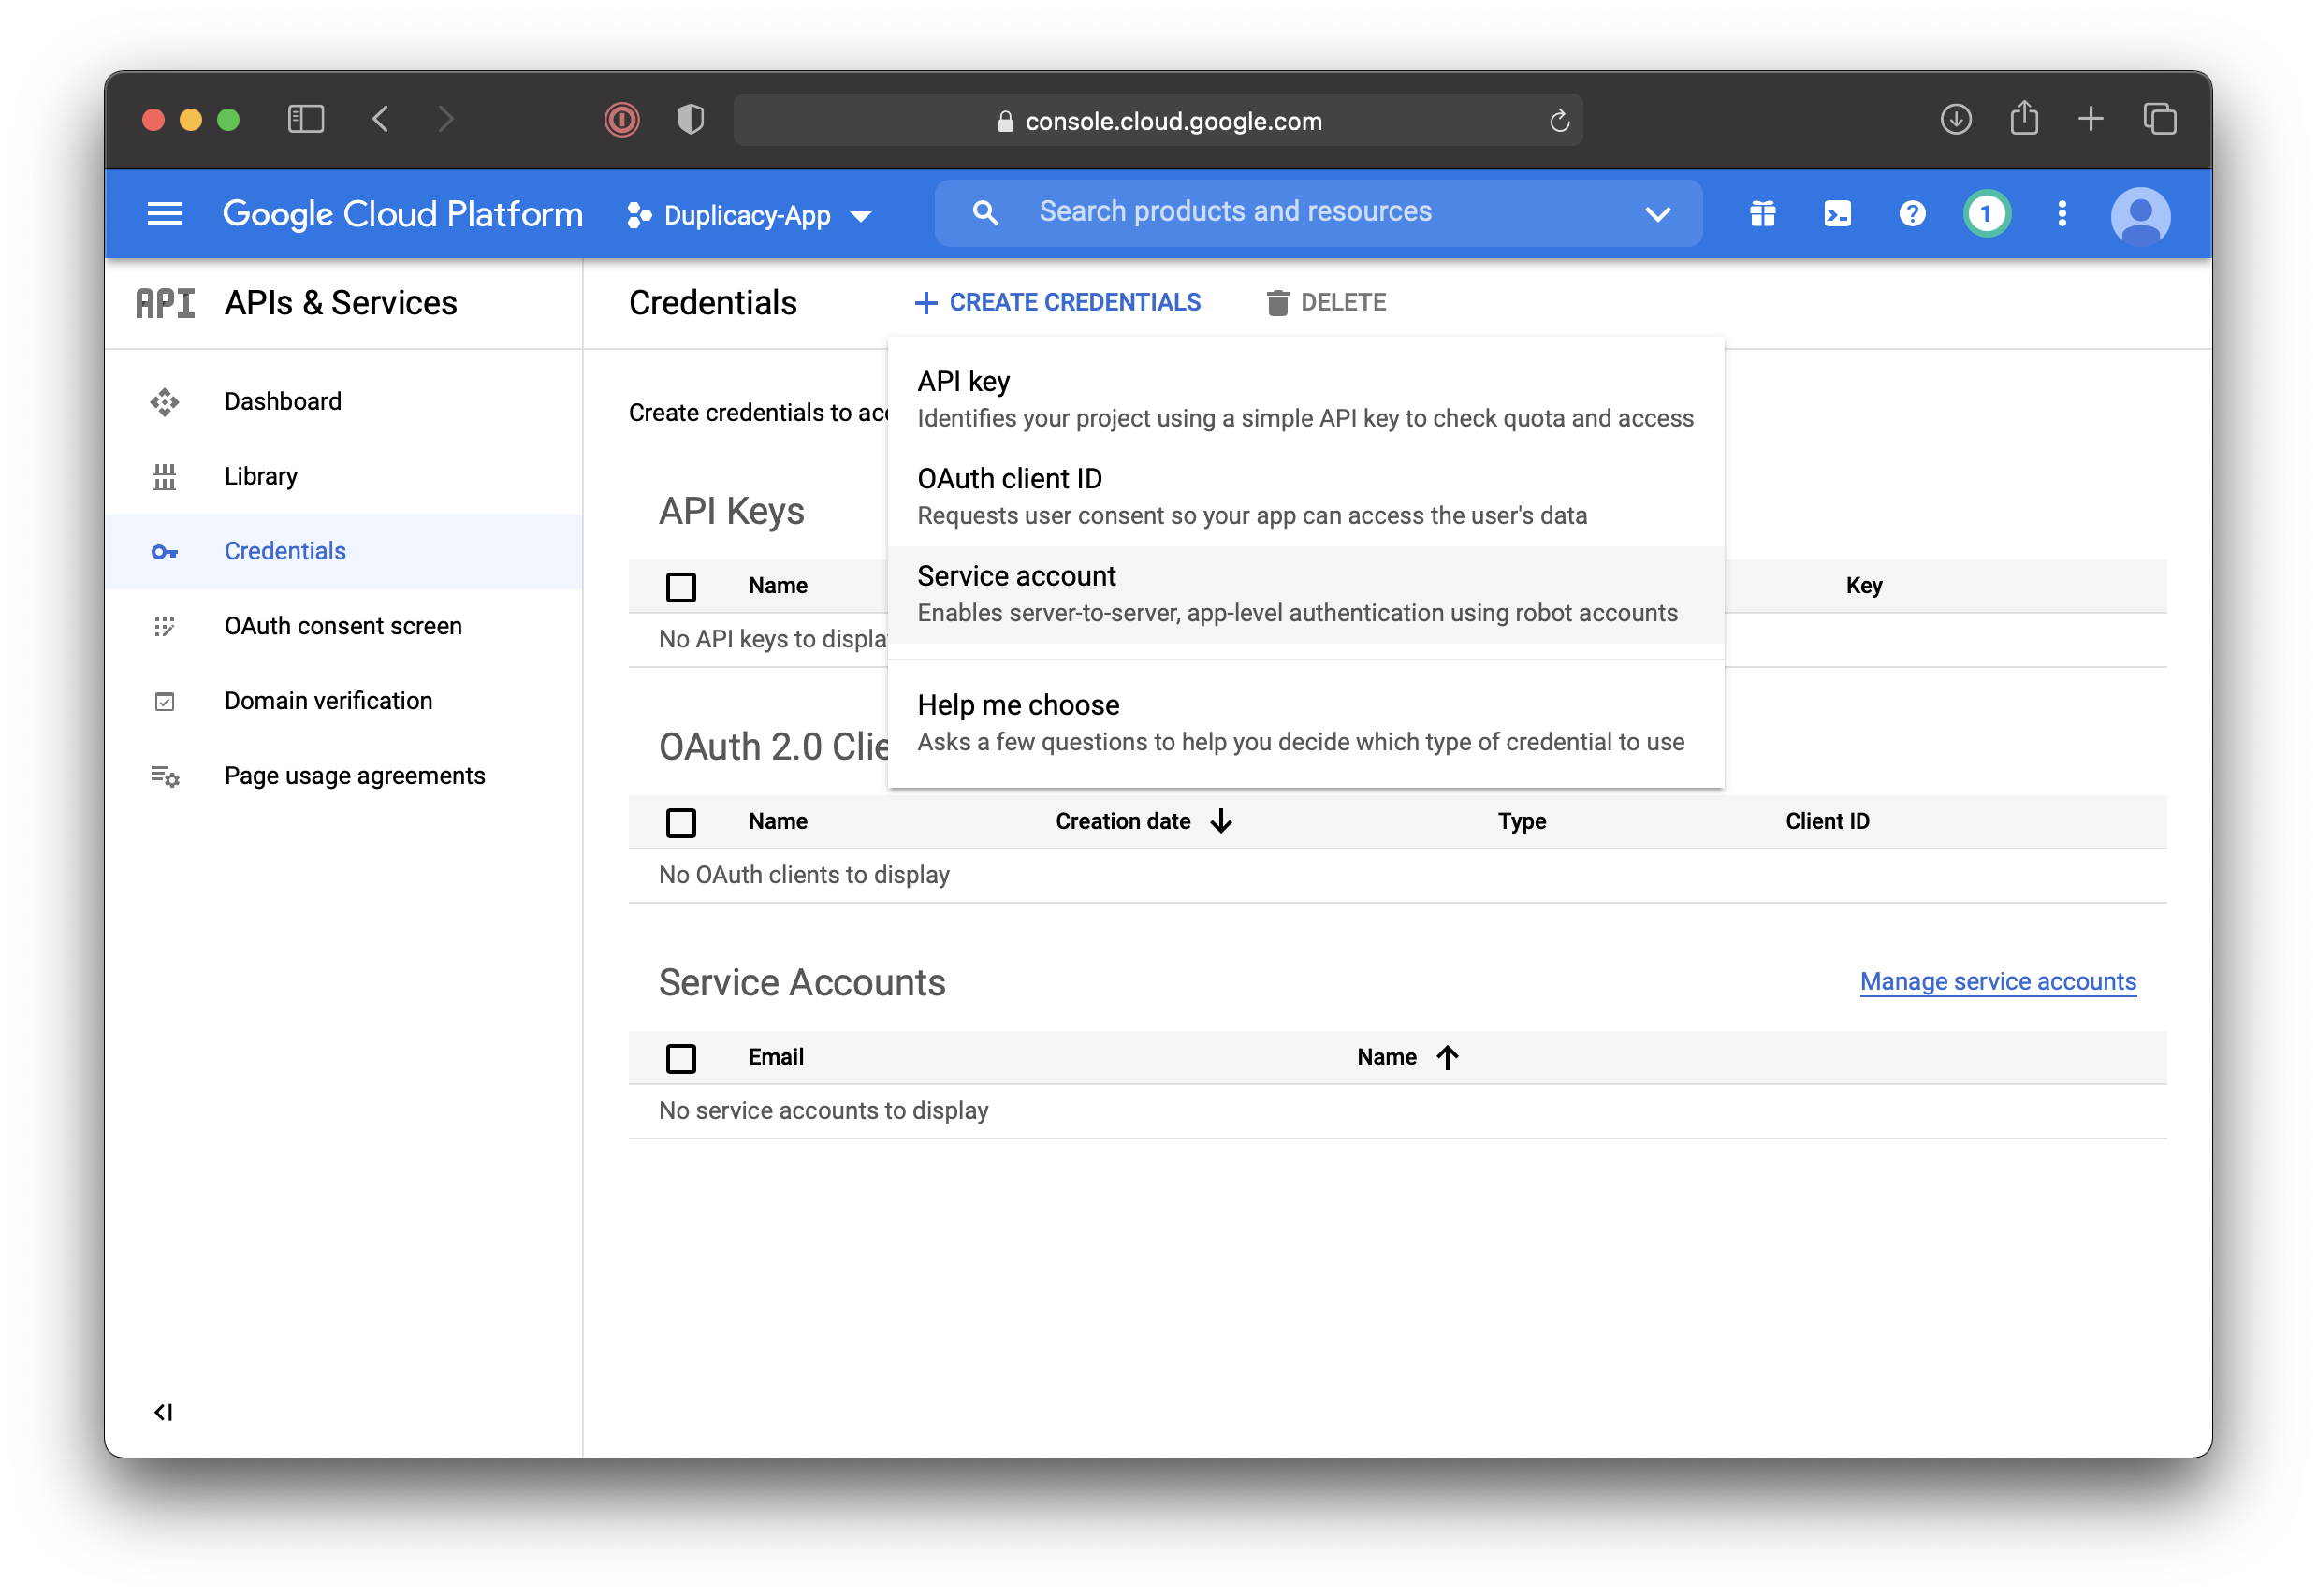 console.cloud.google.com
Google Cloud Platform
Duplicacy-App
Search products and resources
1
API
APIs & Services
Credentials
CREATE CREDENTIALS
DELETE
Dashboard
Library
Credentials
OAuth consent screen
Domain verification
Page usage agreements
Create credentials to acc
API key
Identifies your project using a simple API key to check quota and access
OAuth client ID
Requests user consent so your app can access the user's data
Service account
Enables server-to-server, app-level authentication using robot accounts
Help me choose
Asks a few questions to help you decide which type of credential to use
API Keys
Name
Key
No API keys to display
OAuth 2.0 Clie
Name
Creation date
Type
Client ID
No OAuth clients to display
Service Accounts
Manage service accounts
Email
Name
No service accounts to display